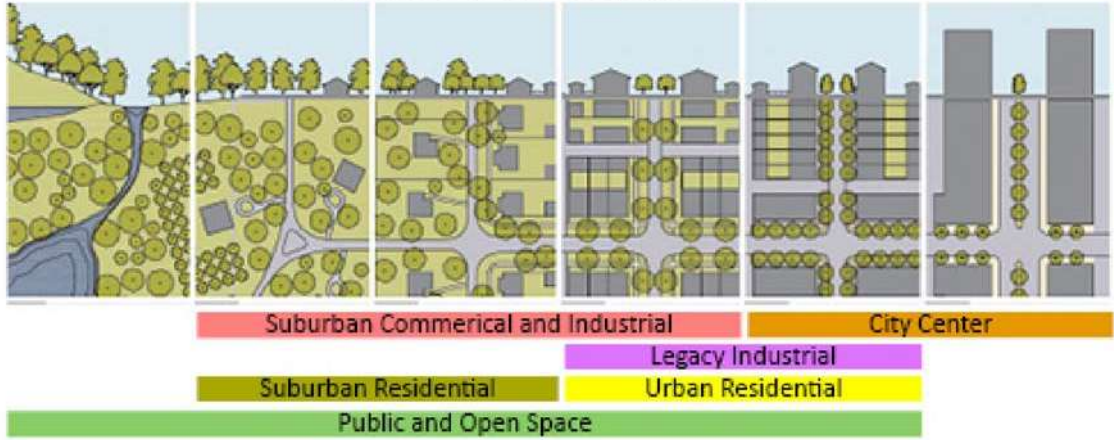 Suburban Commerical and Industrial
City Center
Legacy Industrial
Suburban Residential
Urban Residential
Public and Open Space